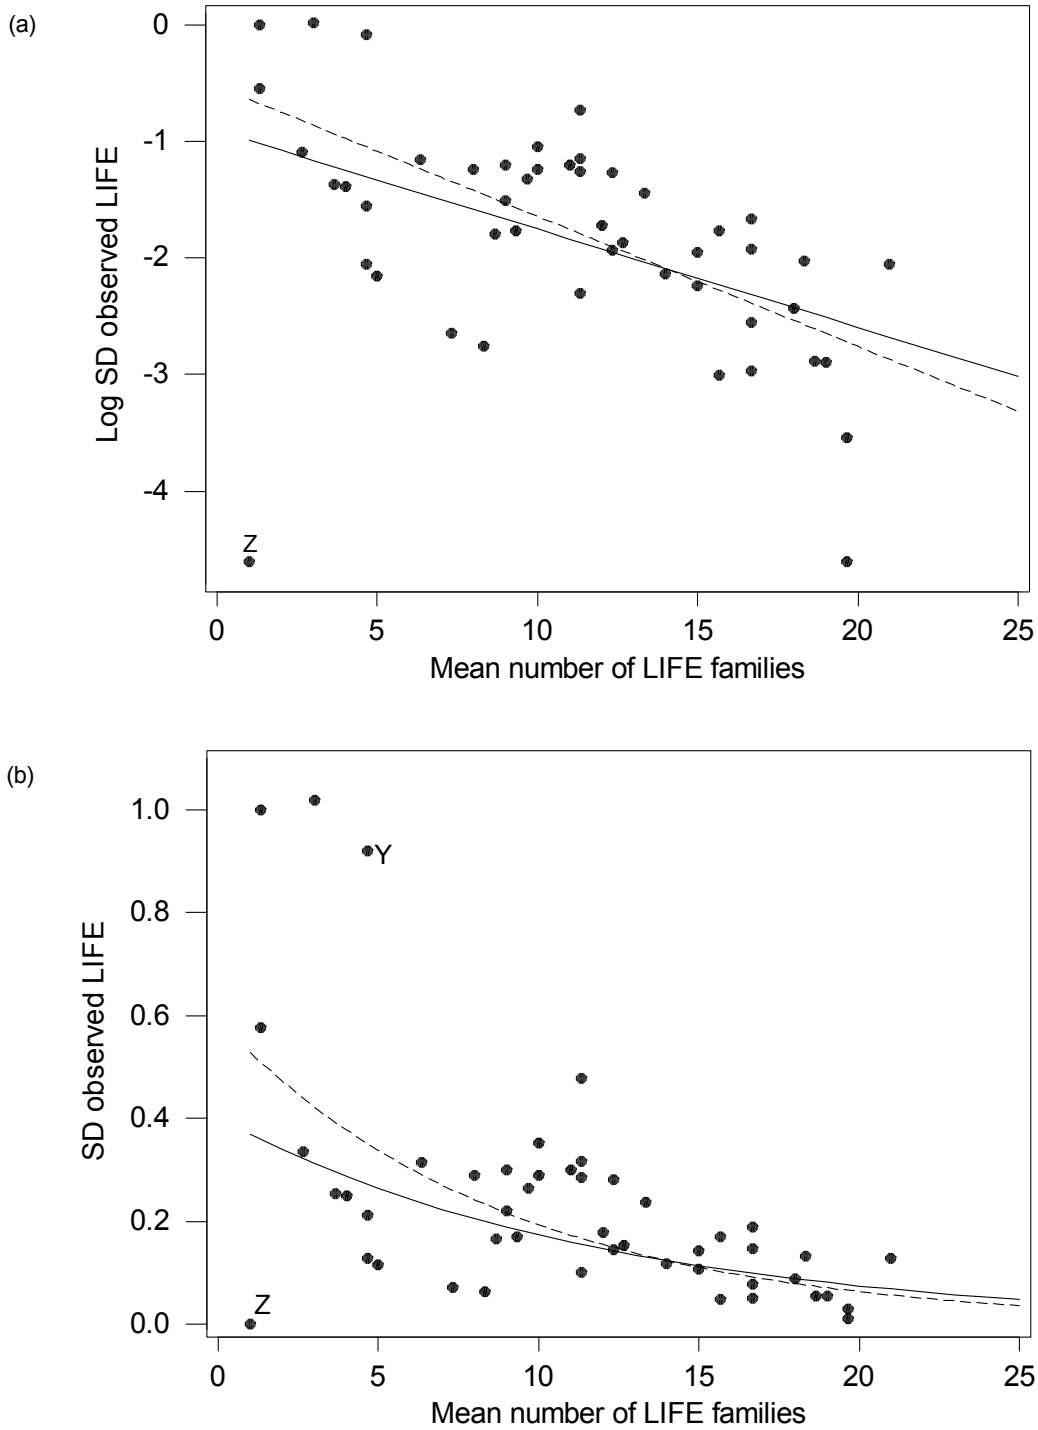 (a)
Log SD observed LIFE
0
-1
-2
-3
-4
Z
0 5 10 15 20 25
Mean number of LIFE families
(b)
SD observed LIFE
1.0
0.8
0.6
0.4
0.2
0.0
Y
Z
0 5 10 15 20 25
Mean number of LIFE families